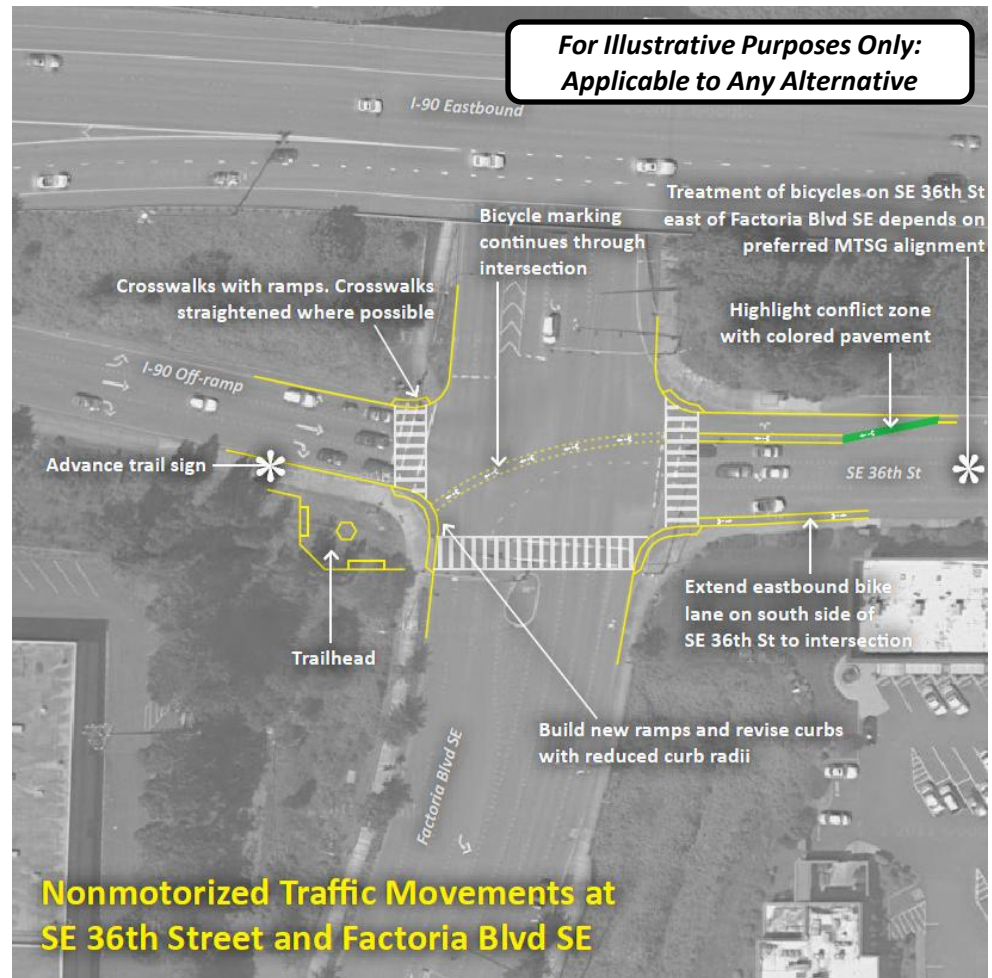 For Illustrative Purposes Only:
Applicable to Any Alternative
I-90 Eastbound
Treatment of bicycles on SE 36th St
east of Factoria Blvd SE depends on
preferred MTSG alignment
Bicycle marking
continues through
intersection
Crosswalks with ramps. Crosswalks
straightened where possible
Highlight conflict zone
with colored pavement
I-90 Off-ramp
Advance trail sign
SE 36th St
Extend eastbound bike
lane on south side of
SE 36th St to intersection
Trailhead
Build new ramps and revise curbs
with reduced curb radii
Factoria Blvd SE
Nonmotorized Traffic Movements at
SE 36th Street and Factoria Blvd SE